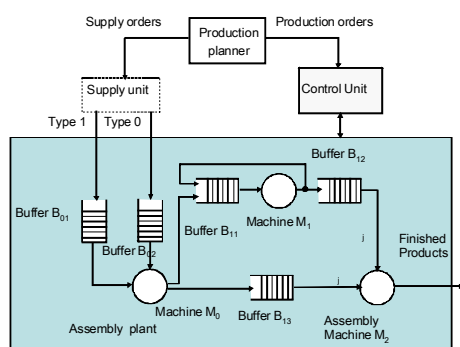 Supply orders
Production orders
Production
planner
Supply unit
Control Unit
Type 1
Type 0
Buffer B12
Buffer B01
Buffer B02
Buffer B11
Machine M1
j
Finished
Products
j
Machine M0
Buffer B13
Assembly
Machine M2
Assembly plant